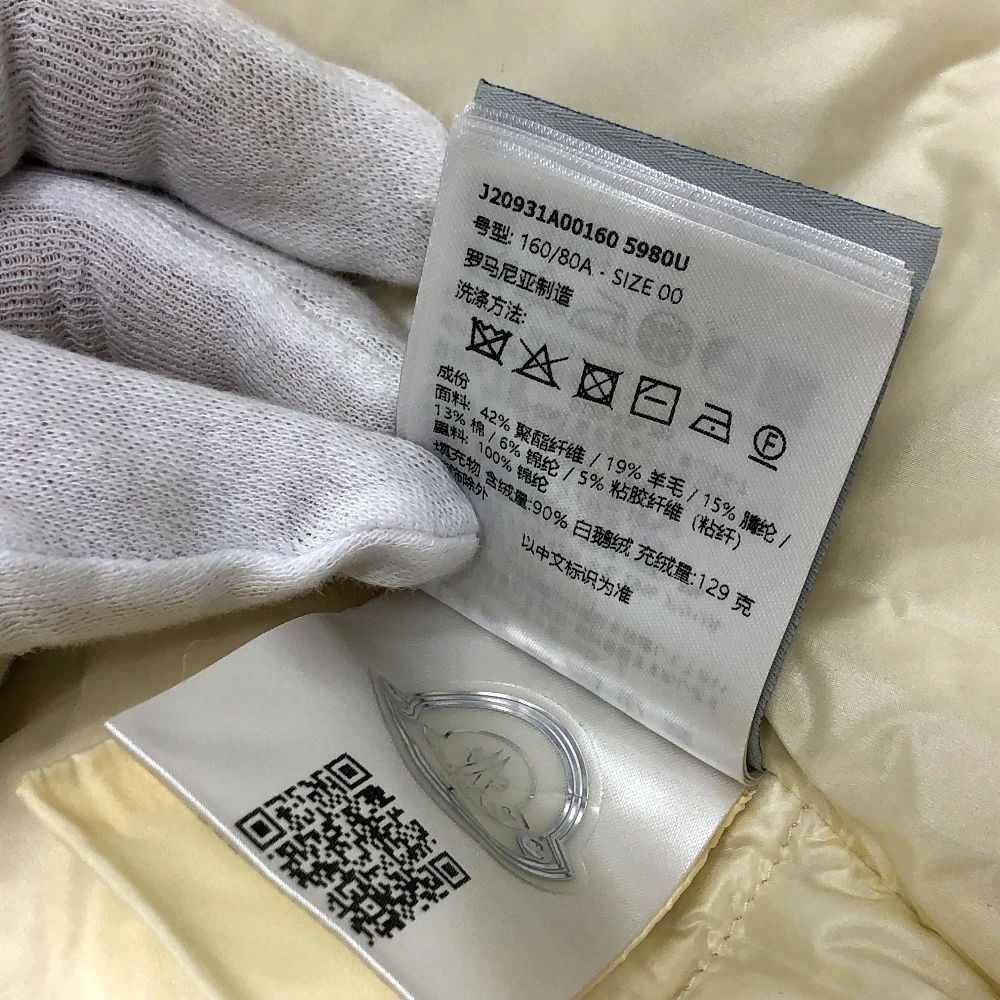 J20931A00160 5980U
号型: 160/80A · SIZE 00
罗马尼亚制造
洗涤方法:
F
成份
面料: 42% 聚酯纤维 / 19% 羊毛 / 15% 腈纶 /
13% 棉 / 6% 锦纶 / 5% 粘胶纤维 (粘纤)
里料: 100% 锦纶
填充物 含绒量:90% 白鹅绒 充绒量:129 克
除外
以中文标识为准